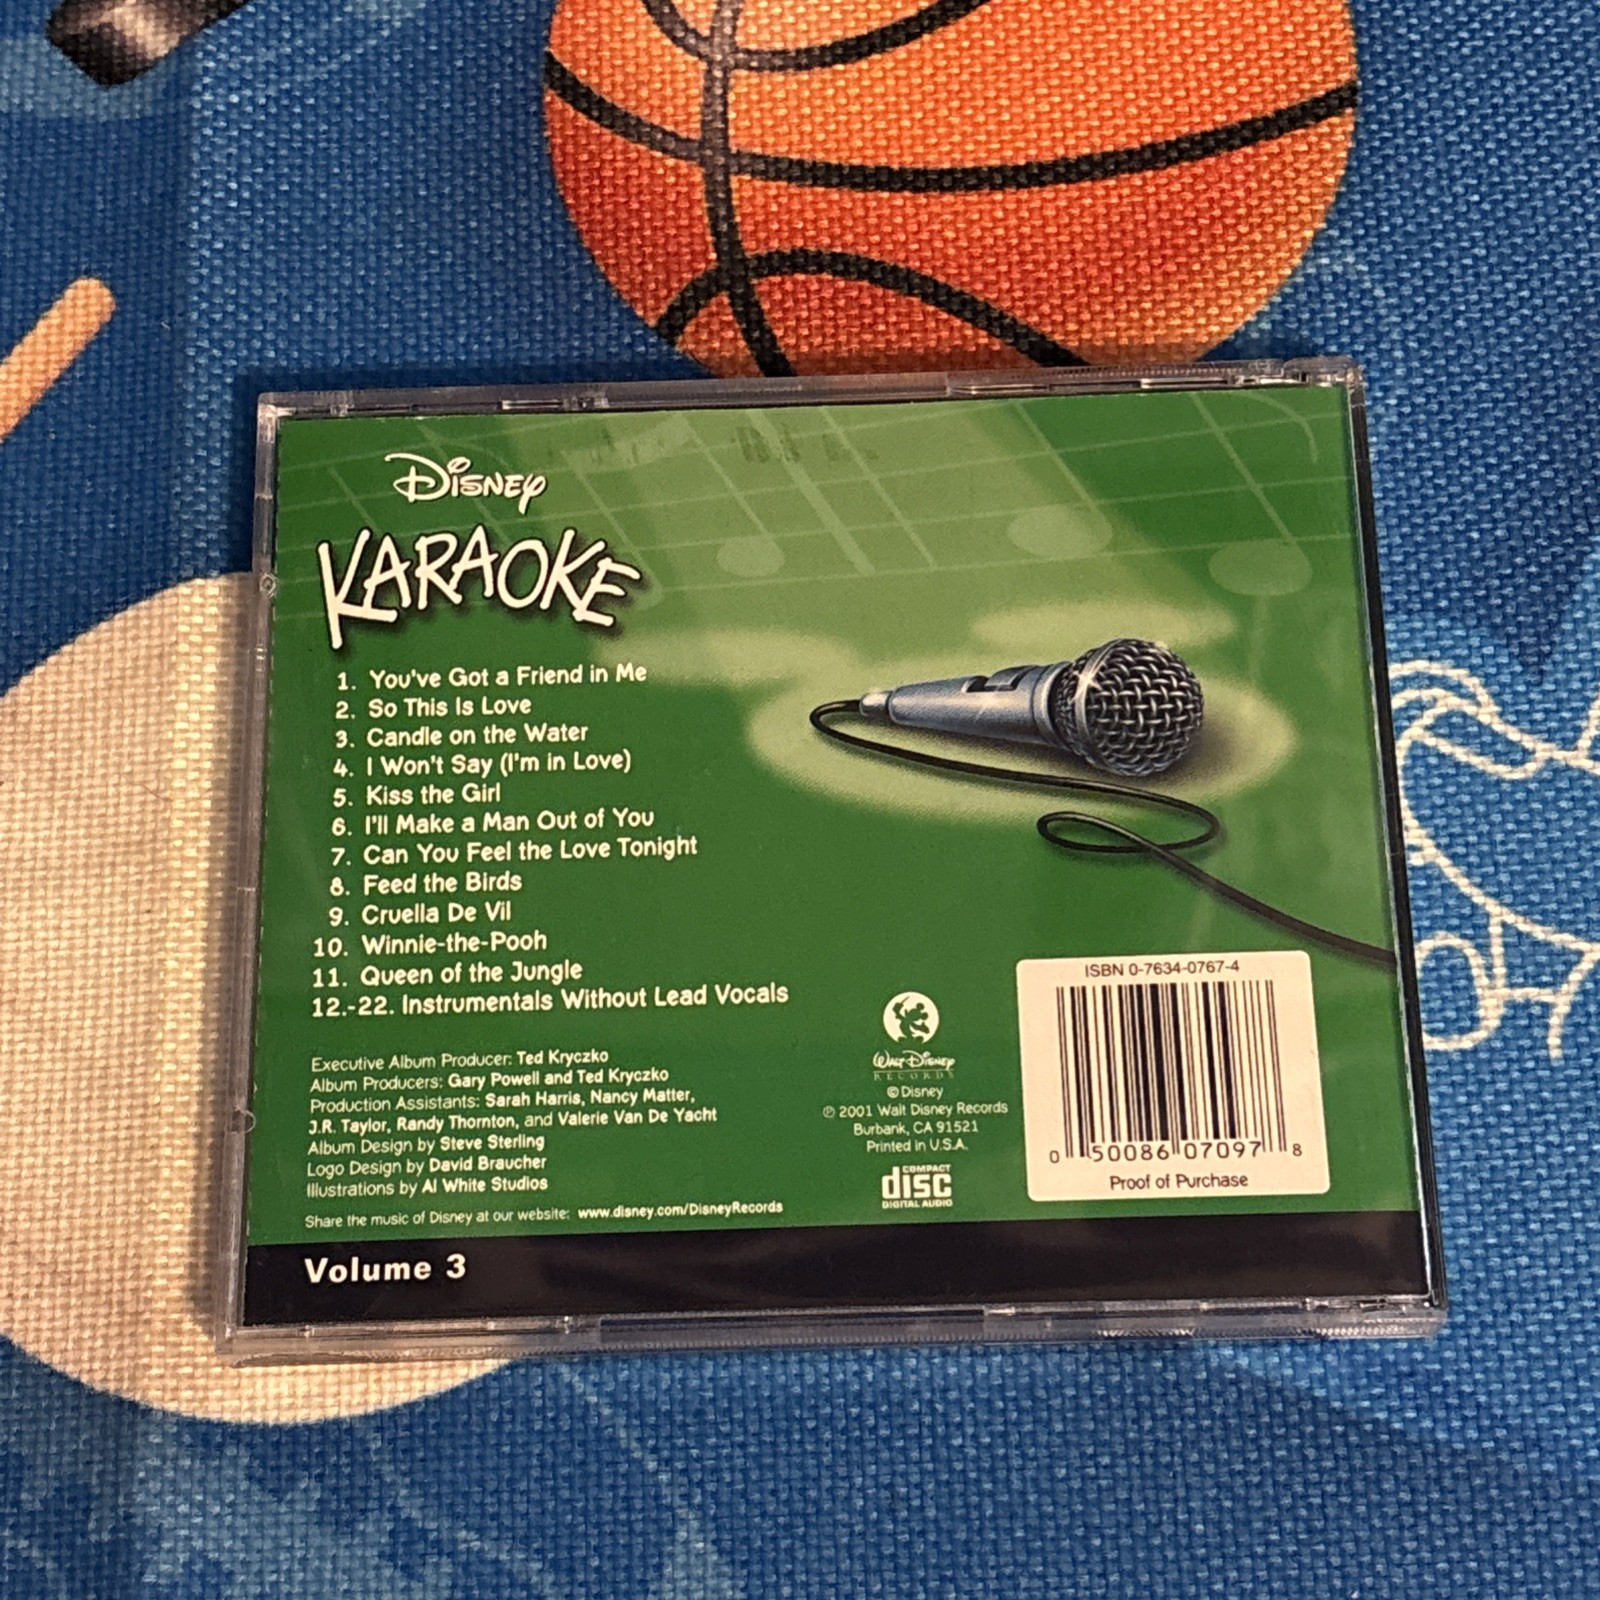 Disney
KARAOKE
1. You've Got a Friend in Me
2. So This Is Love
3. Candle on the Water
4. I Won't Say (I'm in Love)
5. Kiss the Girl
6. I'll Make a Man Out of You
7. Can You Feel the Love Tonight
8. Feed the Birds
9. Cruella De Vil
10. Winnie-the-Pooh
11. Queen of the Jungle
12.-22. Instrumentals Without Lead Vocals
Executive Album Producer: Ted Kryczko
Album Producers: Gary Powell and Ted Kryczko
Production Assistants: Sarah Harris, Nancy Matter,
J.R. Taylor, Randy Thornton, and Valerie Van De Yacht
Album Design by Steve Sterling
Logo Design by David Braucher
Illustrations by Al White Studios
Share the music of Disney at our website: www.disney.com/DisneyRecords
WALT DISNEY
RECORDS
© Disney
℗ 2001 Walt Disney Records
Burbank, CA 91521
Printed in U.S.A.
COMPACT
disc
DIGITAL AUDIO
ISBN 0-7634-0767-4
0 50086 07097 8
Proof of Purchase
Volume 3